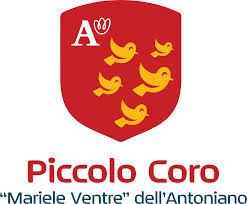 A
Piccolo Coro
“Mariele Ventre” dell'Antoniano